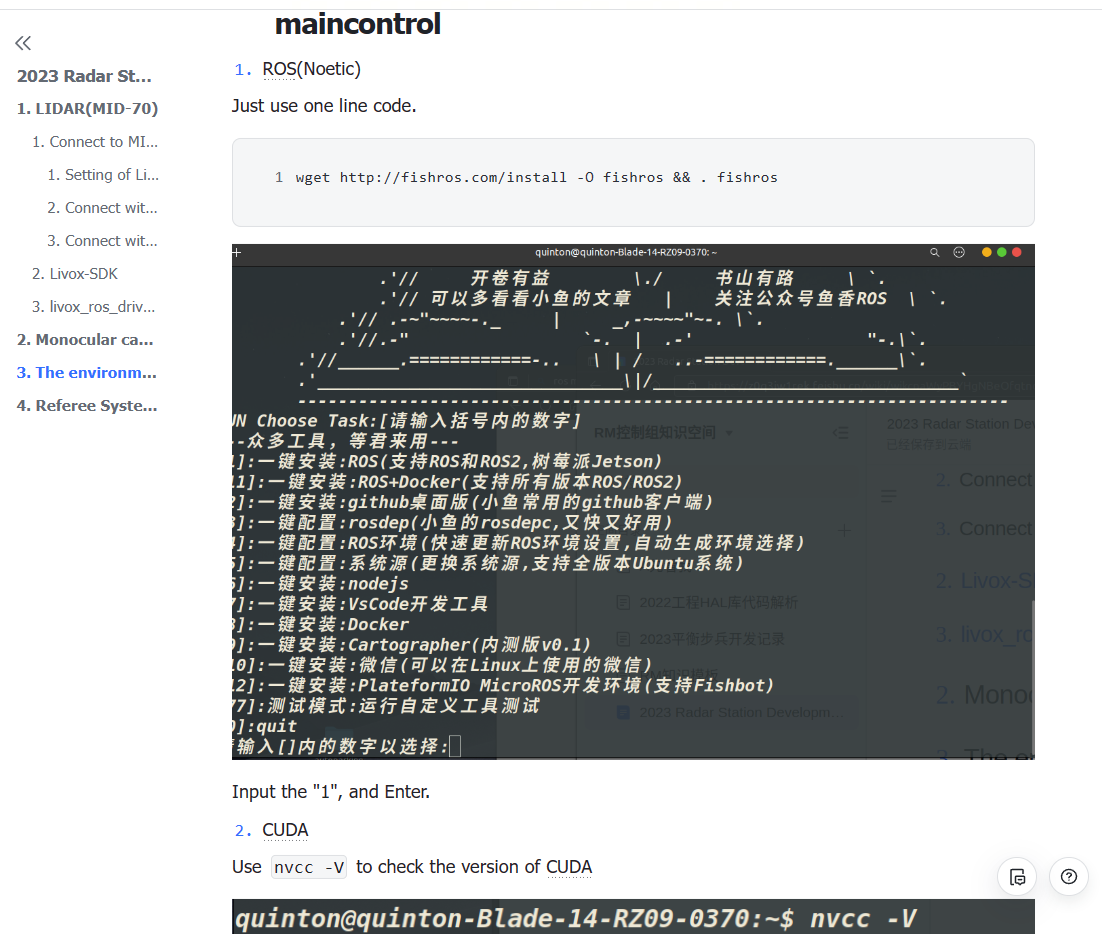 maincontrol
2023 Radar St...
1. LIDAR(MID-70)
1. Connect to MI...
1. Setting of Li...
2. Connect wit...
3. Connect wit...
2. Livox-SDK
3. livox_ros_driv...
2. Monocular ca...
3. The environm...
4. Referee Syste...
1. ROS(Noetic)
Just use one line code.
1 wget http://fishros.com/install -O fishros && . fishros
quinton@quinton-Blade-14-RZ09-0370: ~
开卷有益 书山有路
可以多看看小鱼的文章 | 关注公众号鱼香ROS
UN Choose Task:[请输入括号内的数字]
--众多工具，等君来用---
1]:一键安装:ROS(支持ROS和ROS2,树莓派Jetson)
11]:一键安装:ROS+Docker(支持所有版本ROS/ROS2)
2]:一键安装:github桌面版(小鱼常用的github客户端)
3]:一键配置:rosdep(小鱼的rosdepc,又快又好用)
4]:一键配置:ROS环境(快速更新ROS环境设置,自动生成环境选择)
5]:一键配置:系统源(更换系统源,支持全版本Ubuntu系统)
6]:一键安装:nodejs
7]:一键安装:VsCode开发工具
8]:一键安装:Docker
9]:一键安装:Cartographer(内测版v0.1)
10]:一键安装:微信(可以在Linux上使用的微信)
12]:一键安装:PlateformIO MicroROS开发环境(支持Fishbot)
77]:测试模式:运行自定义工具测试
0]:quit
输入[]内的数字以选择:
RM控制组知识空间
2023 Radar Station Dev
已经保存到云端
2. Connect
3. Connect
2. Livox-S
3. livox_ro
2. Mono
3. The e
2022工程HAL库代码解析
2023平衡步兵开发记录
2023 Radar Station Developm...
Input the "1", and Enter.
2. CUDA
Use nvcc -V to check the version of CUDA
quinton@quinton-Blade-14-RZ09-0370:~$ nvcc -V